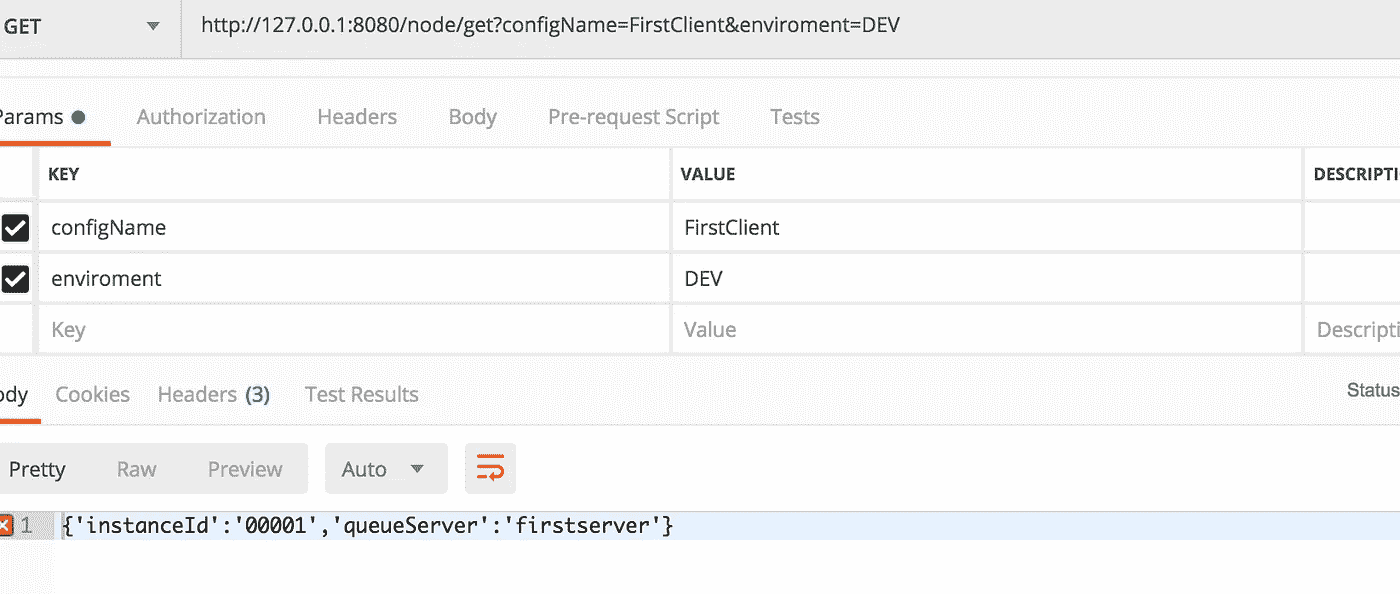 GET http://127.0.0.1:8080/node/get?configName=FirstClient&enviroment=DEV
Params Authorization Headers Body Pre-request Script Tests
KEY VALUE DESCRIPTI
configName FirstClient
enviroment DEV
Key Value Descripti
ody Cookies Headers (3) Test Results Status
Pretty Raw Preview Auto
1 {'instanceId':'00001','queueServer':'firstserver'}